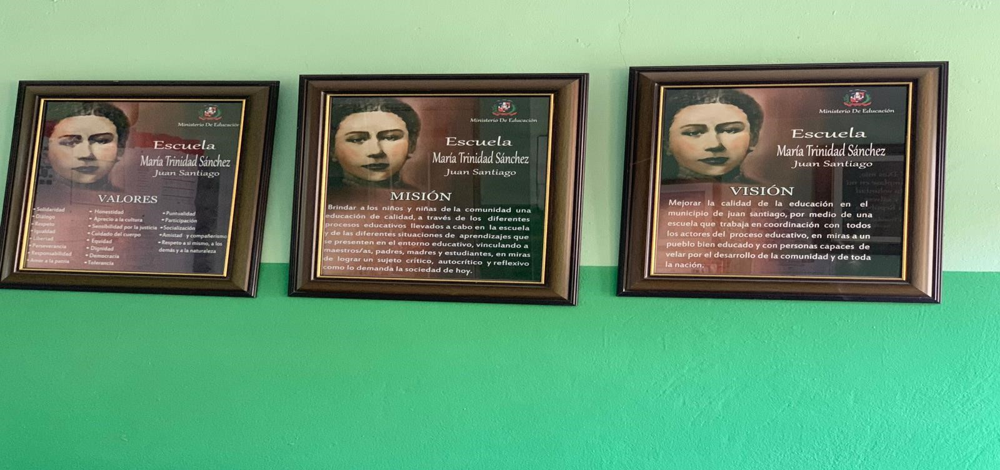 Ministerio De Educación
Escuela
María Trinidad Sánchez
Juan Santiago
VALORES
• Solidaridad
• Diálogo
• Respeto
• Igualdad
• Libertad
• Perseverancia
• Responsabilidad
• Amor a la patria
• Honestidad
• Aprecio a la cultura
• Sensibilidad por la justicia
• Cuidado del cuerpo
• Equidad
• Dignidad
• Democracia
• Tolerancia
• Puntualidad
• Participación
• Socialización
• Amistad y compañerismo
• Respeto a si mismo, a los
demás y a la naturaleza
Ministerio De Educación
Escuela
María Trinidad Sánchez
Juan Santiago
MISIÓN
Brindar a los niños y niñas de la comunidad una
educación de calidad, a través de los diferentes
procesos educativos llevados a cabo en la escuela
y de las diferentes situaciones de aprendizajes que
se presenten en el entorno educativo, vinculando a
maestros/as, padres, madres y estudiantes, en miras
de lograr un sujeto crítico, autocrítico y reflexivo
como lo demanda la sociedad de hoy.
Ministerio De Educación
Escuela
María Trinidad Sánchez
Juan Santiago
VISIÓN
Mejorar la calidad de la educación en el
municipio de juan santiago, por medio de una
escuela que trabaja en coordinación con todos
los actores del proceso educativo, en miras a un
pueblo bien educado y con personas capaces de
velar por el desarrollo de la comunidad y de toda
la nación.